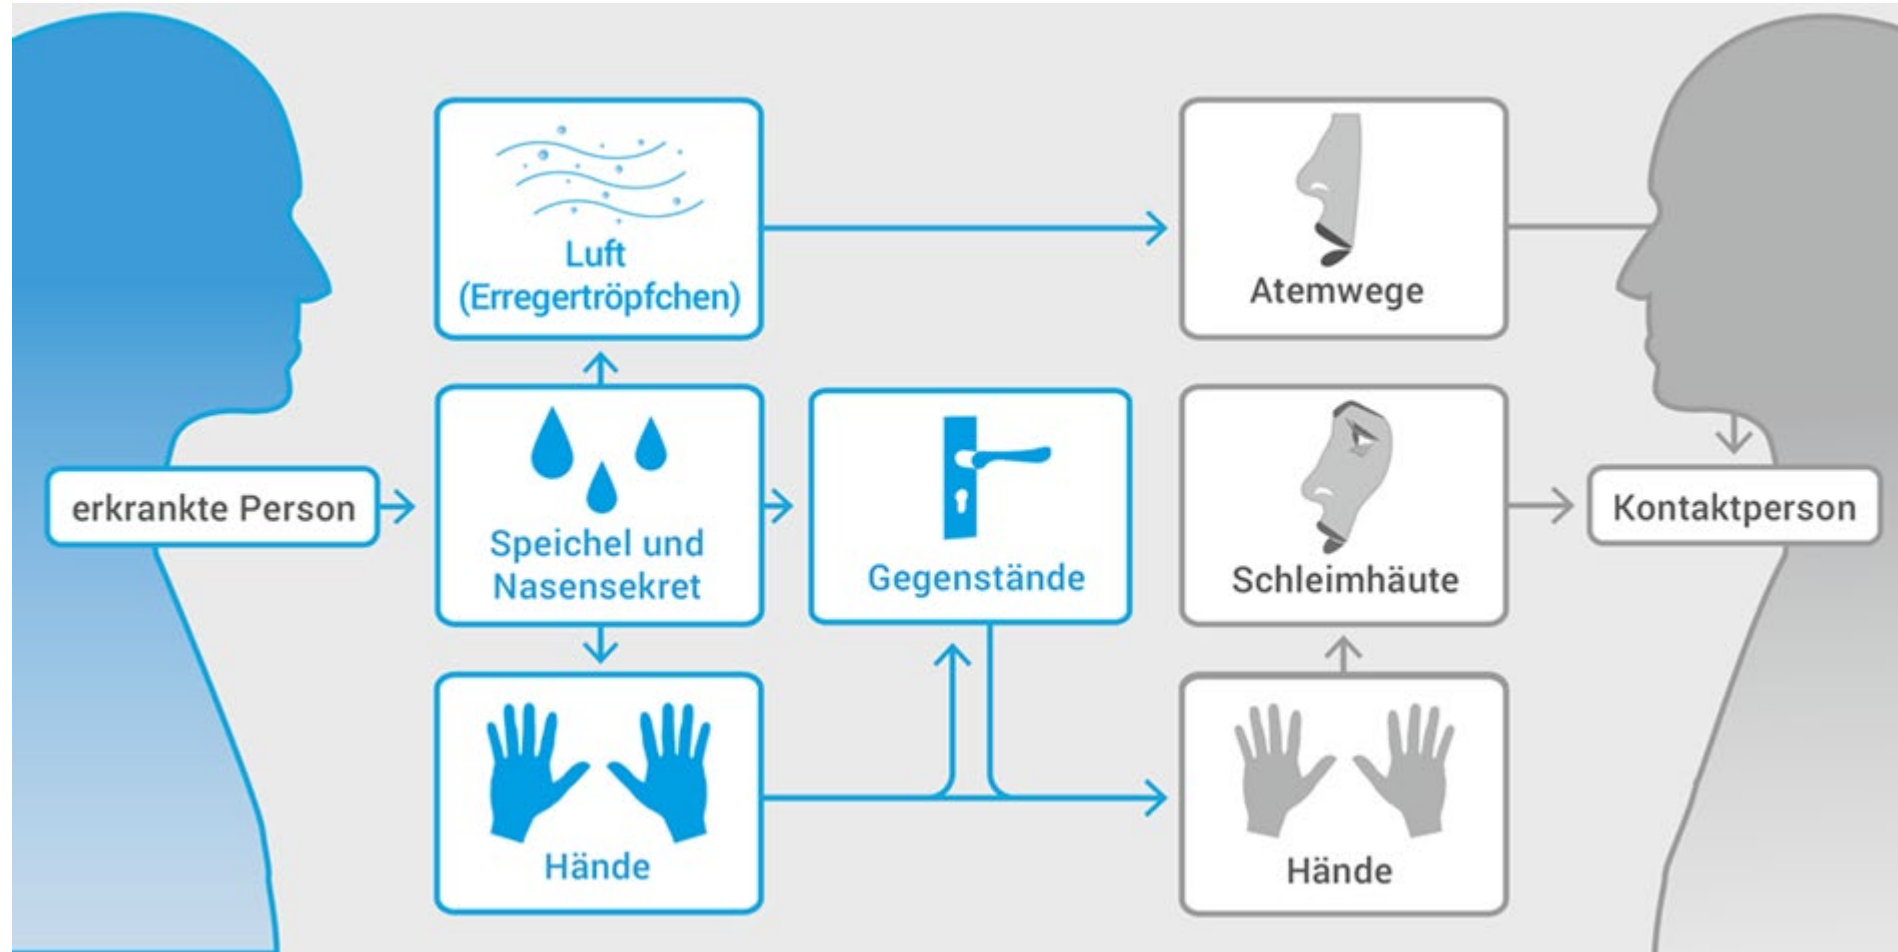 Luft
(Erregertröpfchen)
Atemwege
erkrankte Person
Speichel und
Nasensekret
Gegenstände
Schleimhäute
Kontaktperson
Hände
Hände